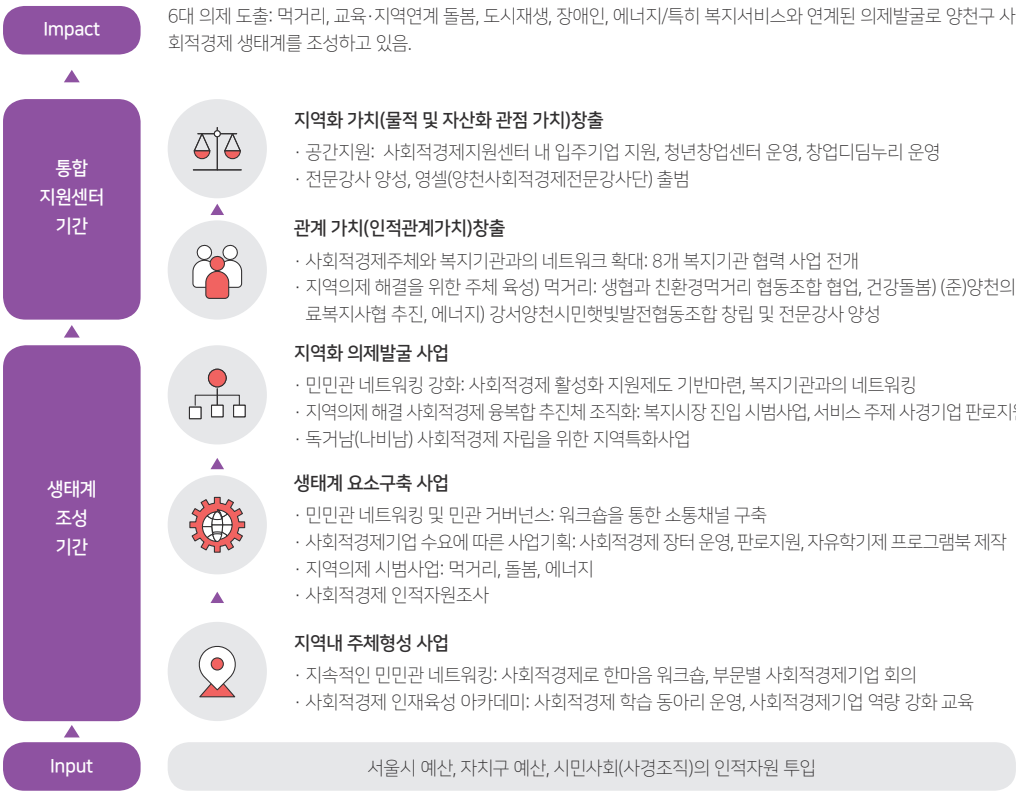 Impact
6대 의제 도출: 먹거리, 교육·지역연계 돌봄, 도시재생, 장애인, 에너지/특히 복지서비스와 연계된 의제발굴로 양천구 사
회적경제 생태계를 조성하고 있음.
통합
지원센터
기간
지역화 가치(물적 및 자산화 관점 가치)창출
· 공간지원: 사회적경제지원센터 내 입주기업 지원, 청년창업센터 운영, 창업디딤누리 운영
· 전문강사 양성, 영셀(양천사회적경제전문강사단) 출범
관계 가치(인적관계가치)창출
· 사회적경제주체와 복지기관과의 네트워크 확대: 8개 복지기관 협력 사업 전개
· 지역의제 해결을 위한 주체 육성) 먹거리: 생협과 친환경먹거리 협동조합 협업, 건강돌봄) (준)양천의
료복지사협 추진, 에너지) 강서양천시민햇빛발전협동조합 창립 및 전문강사 양성
생태계
조성
기간
지역화 의제발굴 사업
· 민민관 네트워킹 강화: 사회적경제 활성화 지원제도 기반마련, 복지기관과의 네트워킹
· 지역의제 해결 사회적경제 융복합 추진체 조직화: 복지시장 진입 시범사업, 서비스 주제 사경기업 판로지원
· 독거남(나비남) 사회적경제 자립을 위한 지역특화사업
생태계 요소구축 사업
· 민민관 네트워킹 및 민관 거버넌스: 워크숍을 통한 소통채널 구축
· 사회적경제기업 수요에 따른 사업기획: 사회적경제 장터 운영, 판로지원, 자유학기제 프로그램북 제작
· 지역의제 시범사업: 먹거리, 돌봄, 에너지
· 사회적경제 인적자원조사
지역내 주체형성 사업
· 지속적인 민민관 네트워킹: 사회적경제로 한마음 워크숍, 부문별 사회적경제기업 회의
· 사회적경제 인재육성 아카데미: 사회적경제 학습 동아리 운영, 사회적경제기업 역량 강화 교육
Input
서울시 예산, 자치구 예산, 시민사회(사경조직)의 인적자원 투입